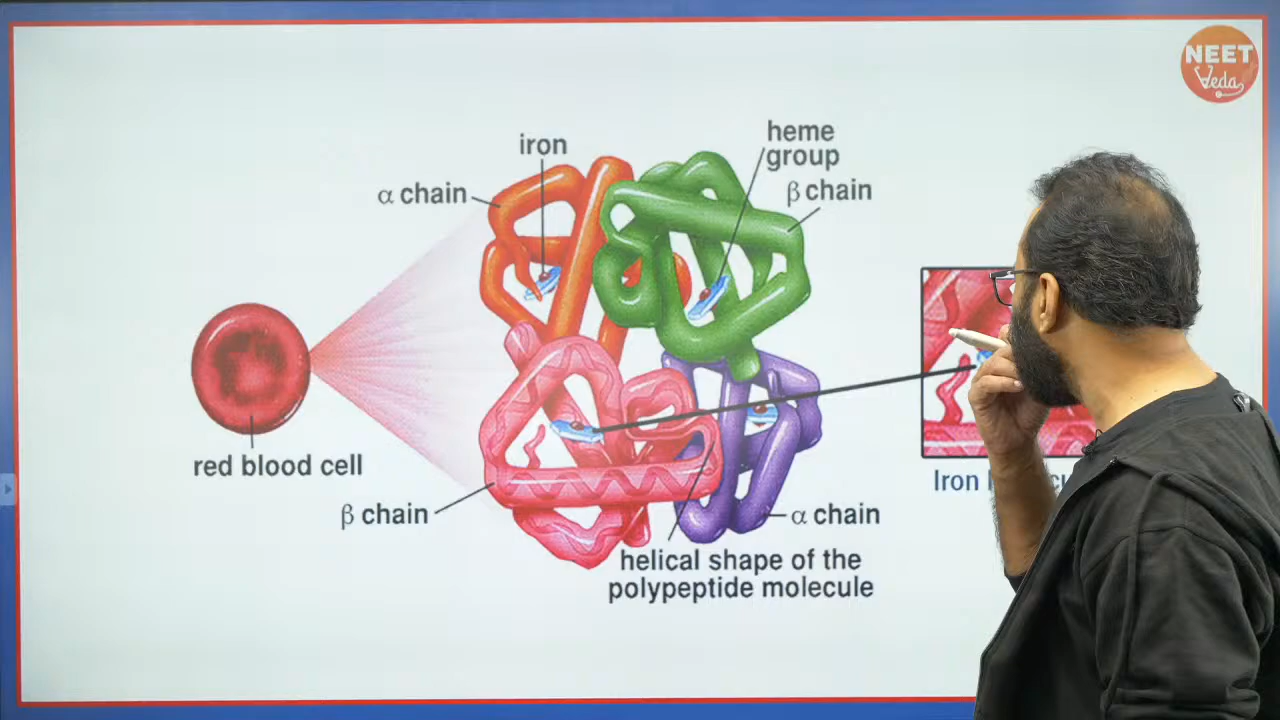 NEET
Veda
iron
heme
group
α chain
β chain
red blood cell
β chain
α chain
helical shape of the
polypeptide molecule
Iron